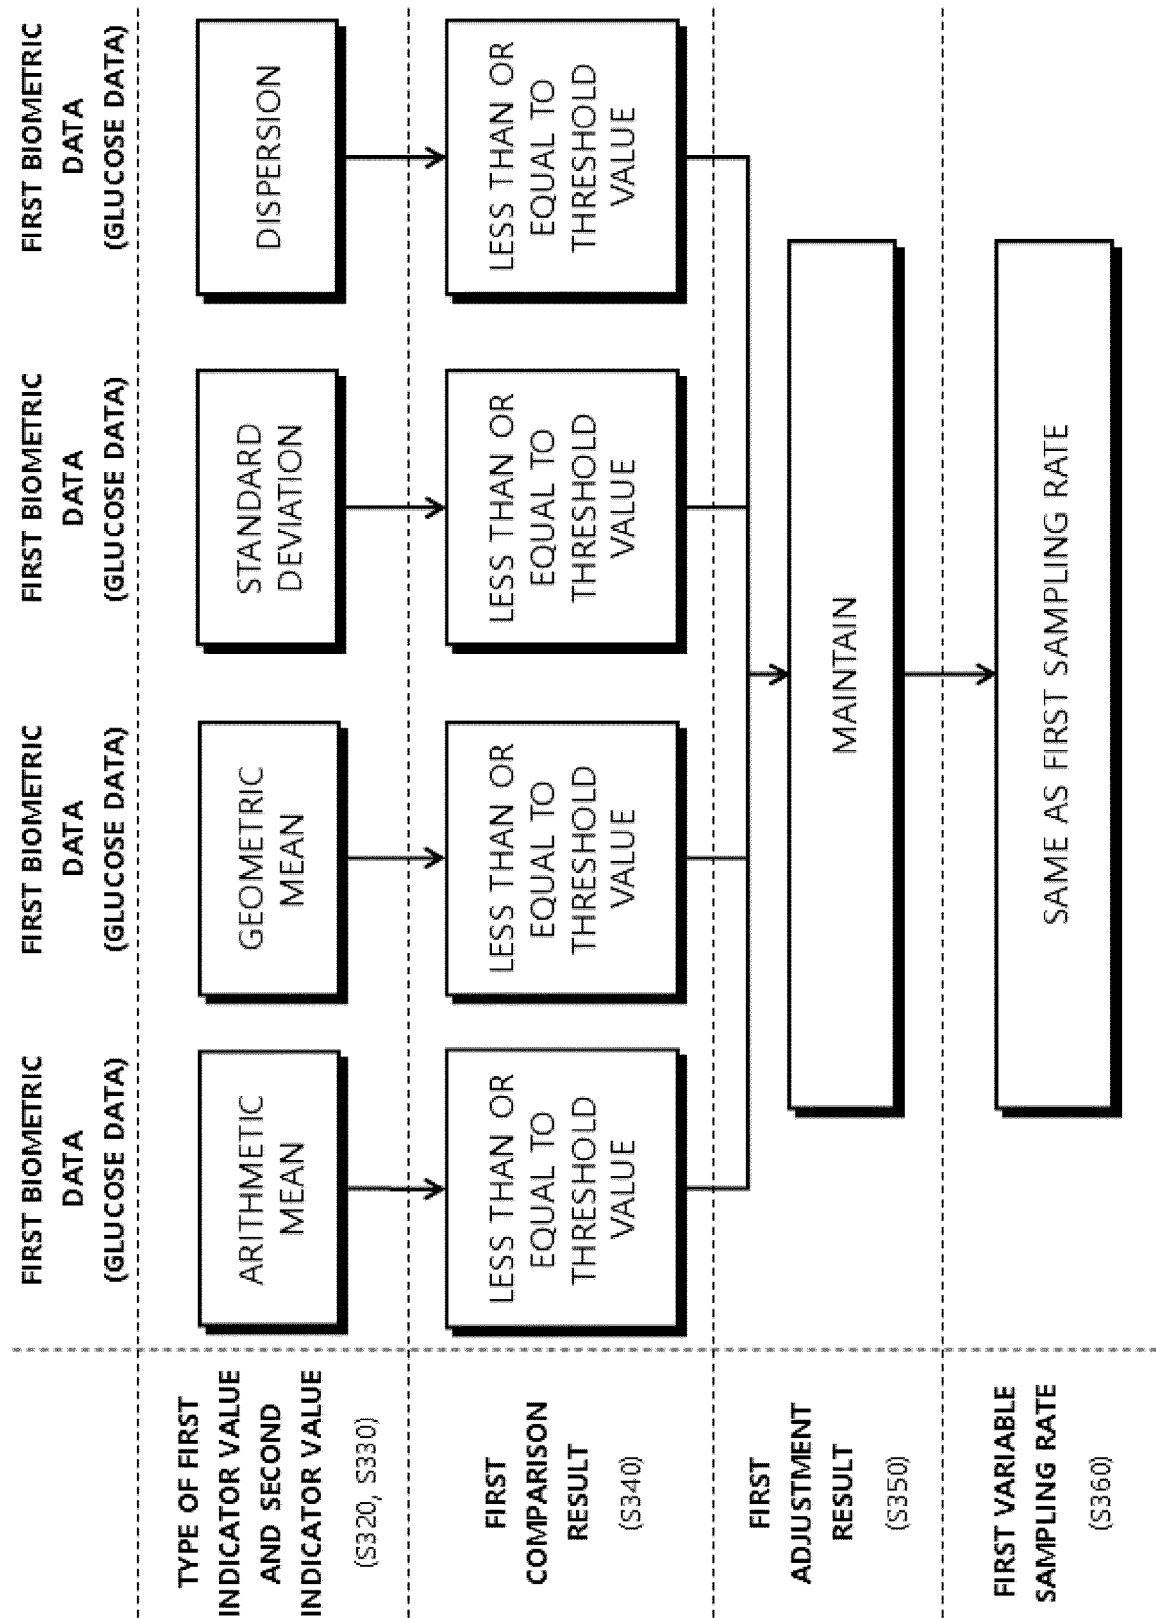 FIRST BIOMETRIC
DATA
(GLUCOSE DATA)
FIRST BIOMETRIC
DATA
(GLUCOSE DATA)
FIRST BIOMETRIC
DATA
(GLUCOSE DATA)
FIRST BIOMETRIC
DATA
(GLUCOSE DATA)
TYPE OF FIRST
INDICATOR VALUE
AND SECOND
INDICATOR VALUE
(S320, S330)
ARITHMETIC
MEAN
GEOMETRIC
MEAN
STANDARD
DEVIATION
DISPERSION
FIRST
COMPARISON
RESULT
(S340)
LESS THAN OR
EQUAL TO
THRESHOLD
VALUE
LESS THAN OR
EQUAL TO
THRESHOLD
VALUE
LESS THAN OR
EQUAL TO
THRESHOLD
VALUE
LESS THAN OR
EQUAL TO
THRESHOLD
VALUE
FIRST
ADJUSTMENT
RESULT
(S350)
MAINTAIN
FIRST VARIABLE
SAMPLING RATE
(S360)
SAME AS FIRST SAMPLING RATE